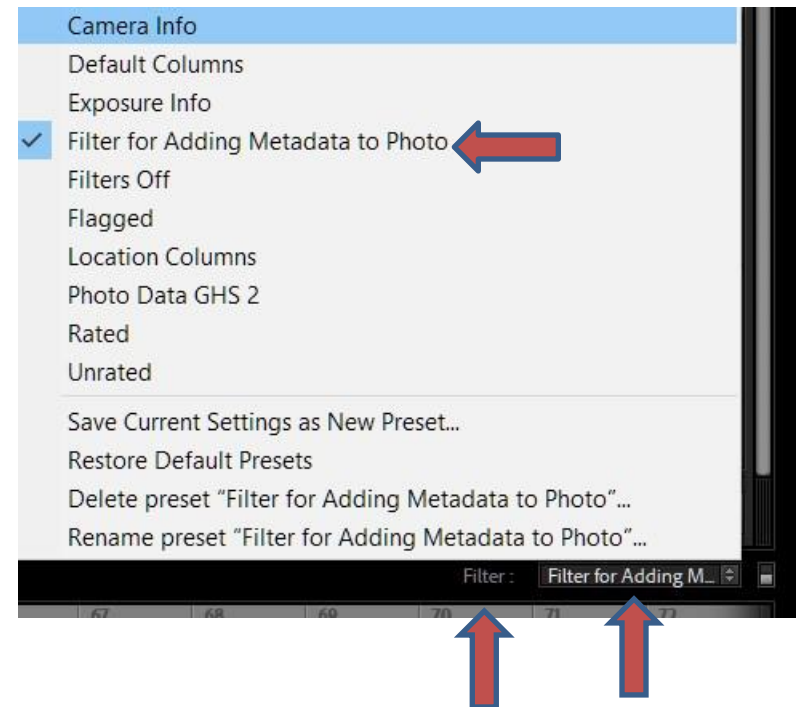 Camera Info
Default Columns
Exposure Info
Filter for Adding Metadata to Photo
Filters Off
Flagged
Location Columns
Photo Data GHS 2
Rated
Unrated
Save Current Settings as New Preset...
Restore Default Presets
Delete preset “Filter for Adding Metadata to Photo”...
Rename preset “Filter for Adding Metadata to Photo”...
Filter : Filter for Adding M...
67 68 69 70 71 72